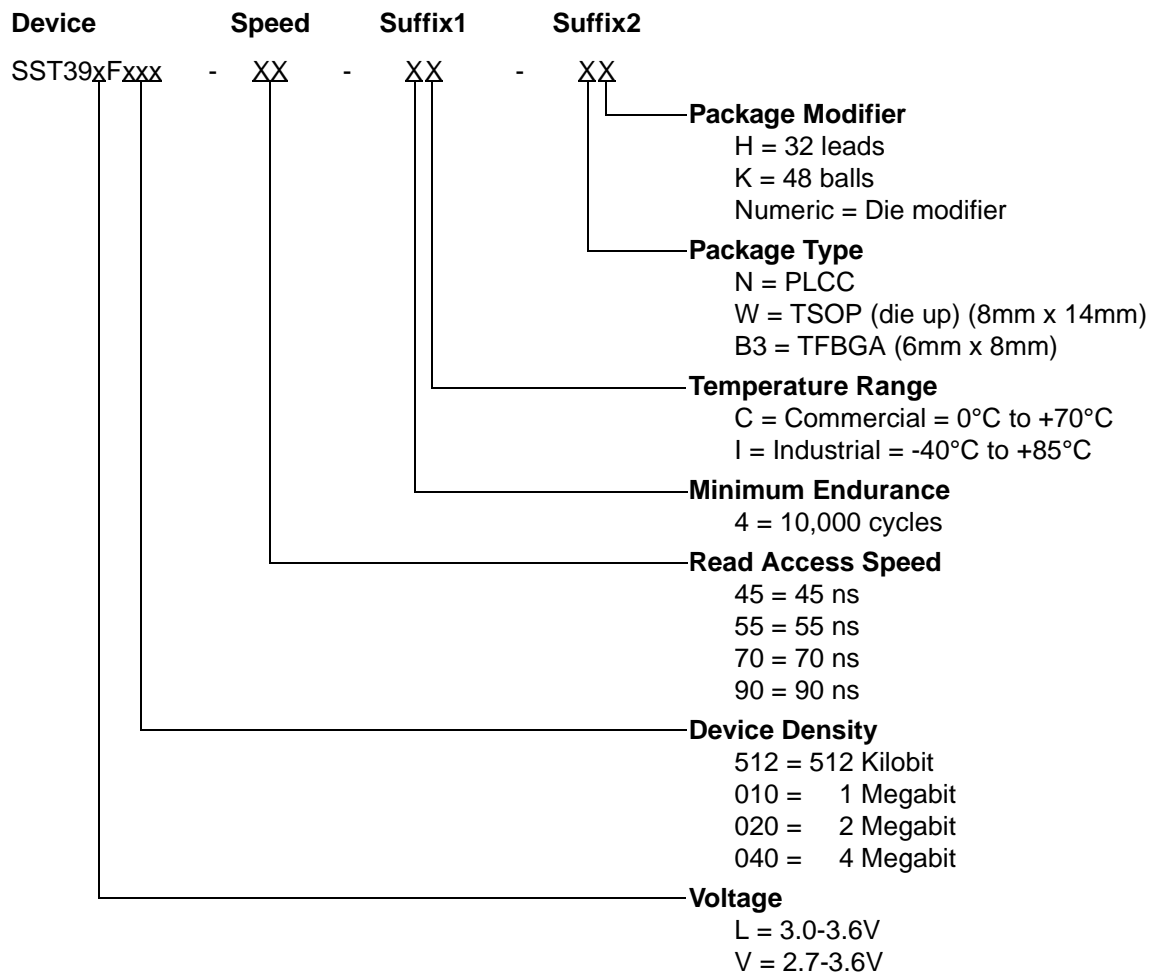 Device Speed Suffix1 Suffix2
SST39xFxxx - XX - XX - XX
Package Modifier
H = 32 leads
K = 48 balls
Numeric = Die modifier
Package Type
N = PLCC
W = TSOP (die up) (8mm x 14mm)
B3 = TFBGA (6mm x 8mm)
Temperature Range
C = Commercial = 0°C to +70°C
I = Industrial = -40°C to +85°C
Minimum Endurance
4 = 10,000 cycles
Read Access Speed
45 = 45 ns
55 = 55 ns
70 = 70 ns
90 = 90 ns
Device Density
512 = 512 Kilobit
010 = 1 Megabit
020 = 2 Megabit
040 = 4 Megabit
Voltage
L = 3.0-3.6V
V = 2.7-3.6V